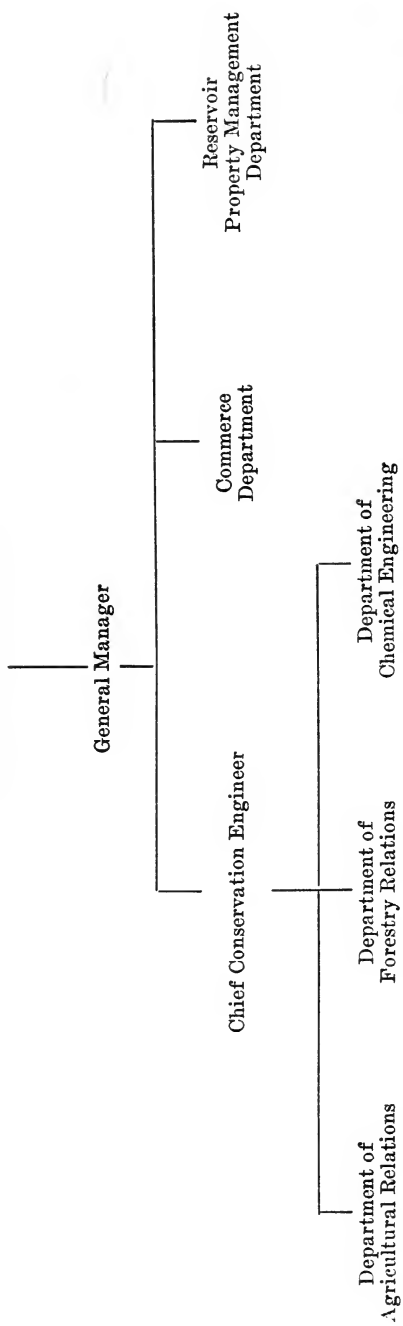 General Manager
Chief Conservation Engineer
Commerce
Department
Reservoir
Property Management
Department
Department of
Agricultural Relations
Department of
Forestry Relations
Department of
Chemical Engineering